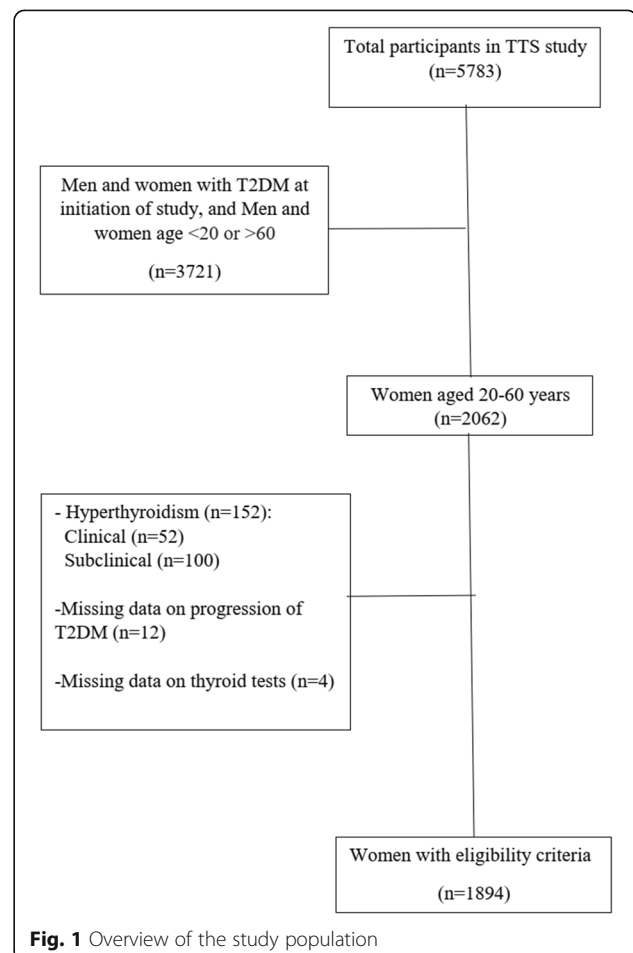 Total participants in TTS study
(n=5783)
Men and women with T2DM at
initiation of study, and Men and
women age <20 or >60
(n=3721)
Women aged 20-60 years
(n=2062)
- Hyperthyroidism (n=152):
Clinical (n=52)
Subclinical (n=100)
-Missing data on progression of
T2DM (n=12)
-Missing data on thyroid tests (n=4)
Women with eligibility criteria
(n=1894)
Fig. 1 Overview of the study population